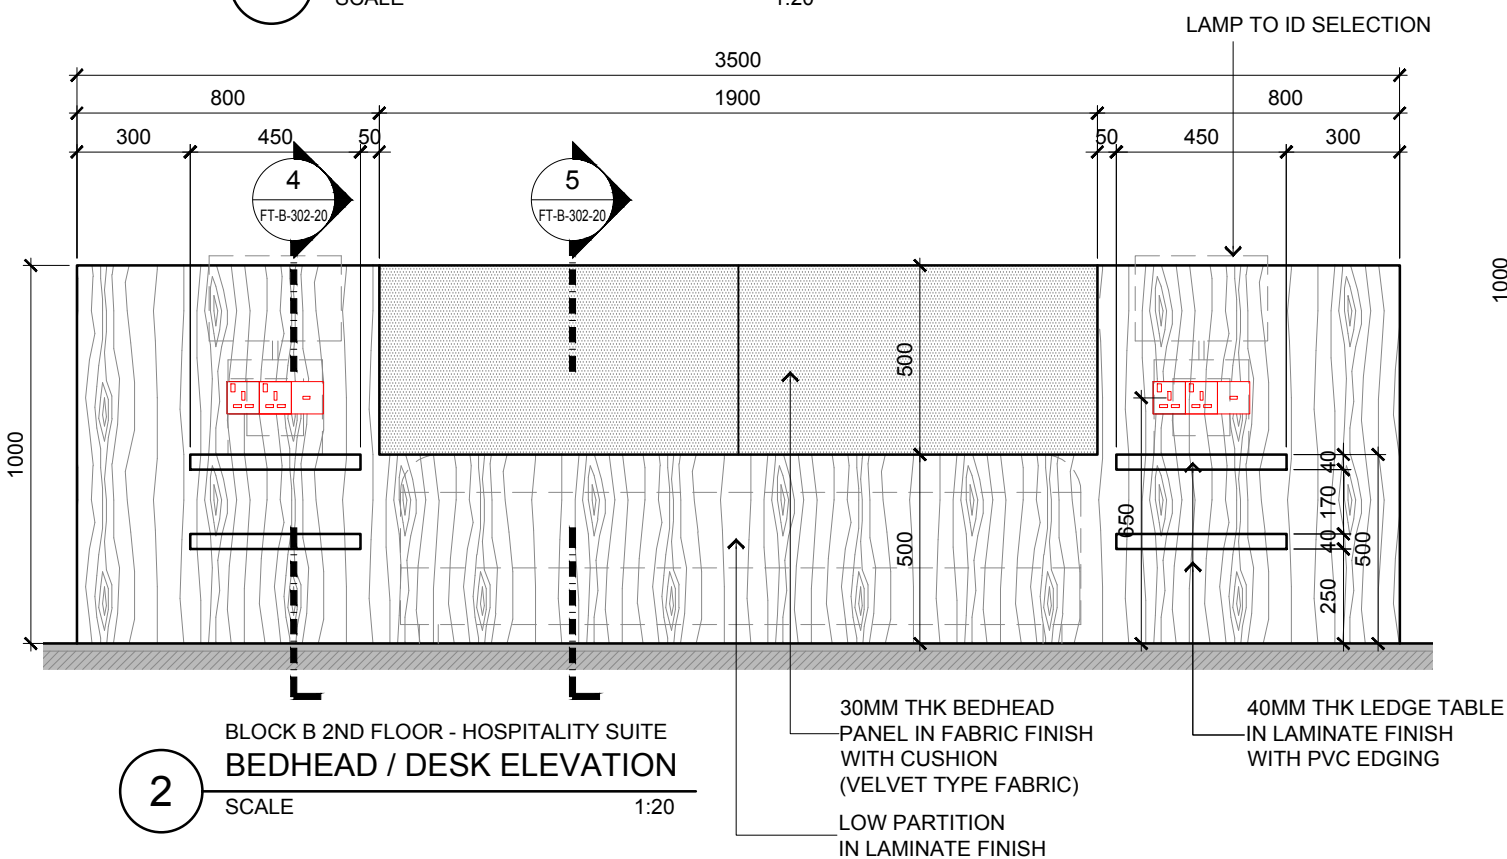 SCALE 1:20
LAMP TO ID SELECTION
3500
800 1900 800
300 450 50 50 450 300
4
FT-B-302-20
5
FT-B-302-20
1000
1000
500
500
650
40
170
40
250
500
BLOCK B 2ND FLOOR - HOSPITALITY SUITE
2
BEDHEAD / DESK ELEVATION
SCALE 1:20
30MM THK BEDHEAD
PANEL IN FABRIC FINISH
WITH CUSHION
(VELVET TYPE FABRIC)
LOW PARTITION
IN LAMINATE FINISH
40MM THK LEDGE TABLE
IN LAMINATE FINISH
WITH PVC EDGING